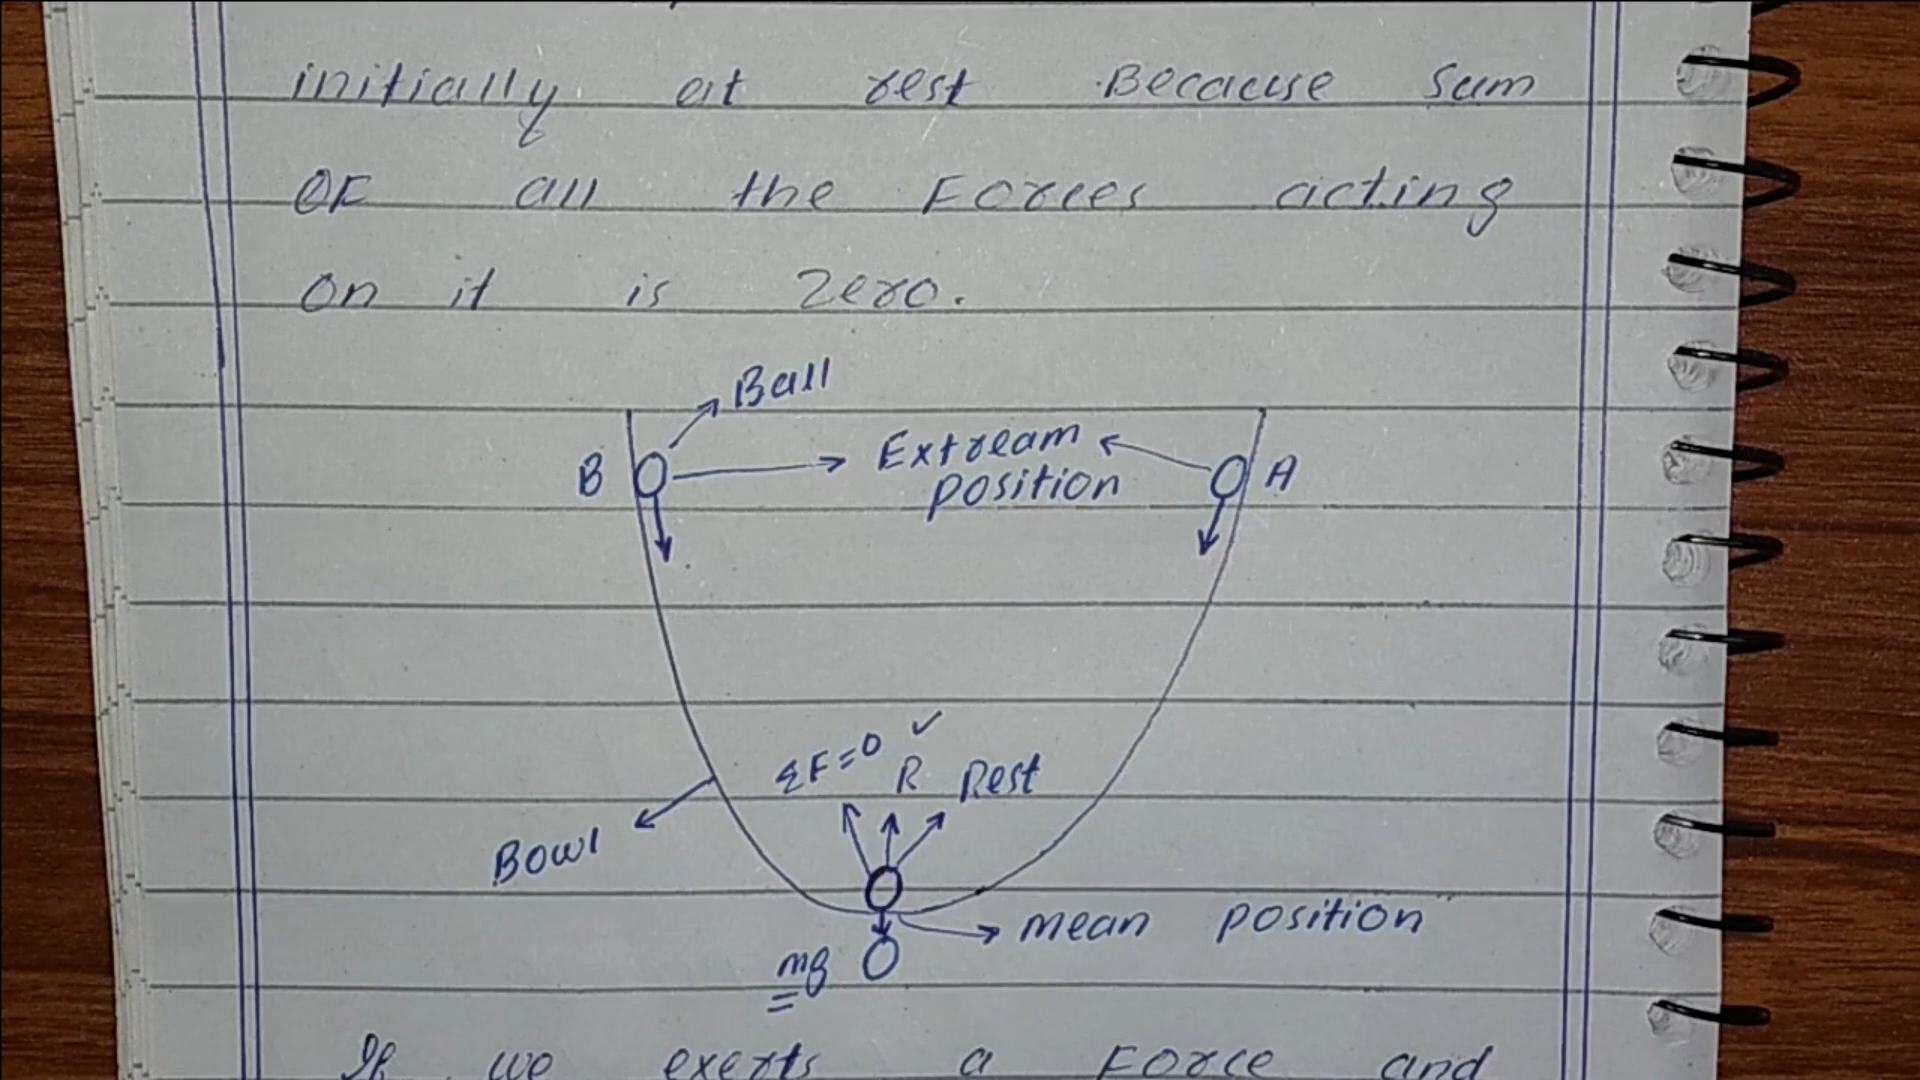 initially at rest Because Sum
OF all the Forces acting
on it is Zero.
Ball
B
Extream
position
A
ΣF=0 ✓
R Rest
Bowl
mean position
mg
O
If we exerts a Force and